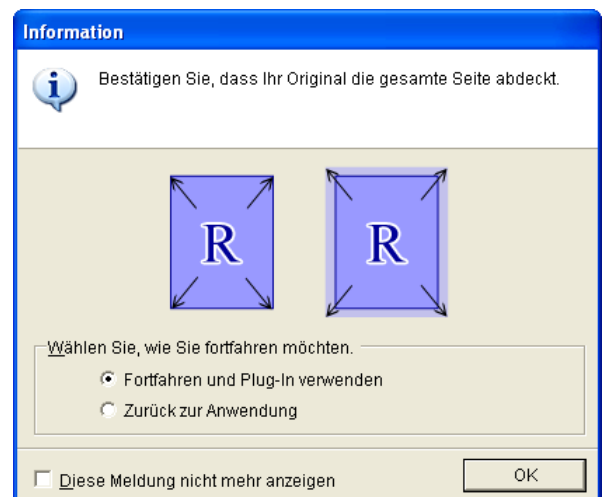 Information
Bestätigen Sie, dass Ihr Original die gesamte Seite abdeckt.
R R
Wählen Sie, wie Sie fortfahren möchten.
Fortfahren und Plug-In verwenden
Zurück zur Anwendung
Diese Meldung nicht mehr anzeigen
OK